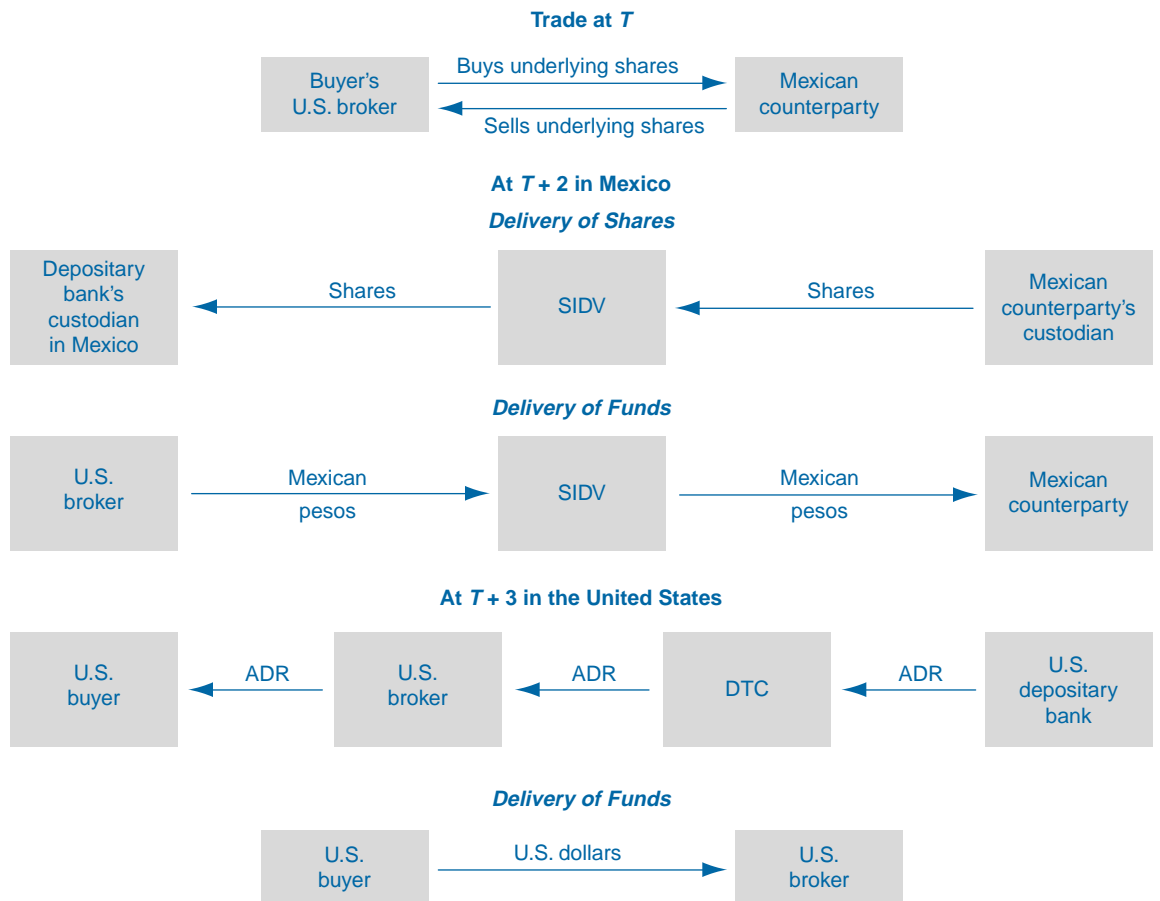 Trade at T
Buyer's
U.S. broker
Buys underlying shares
Sells underlying shares
Mexican
counterparty
At T + 2 in Mexico
Delivery of Shares
Depositary
bank's
custodian
in Mexico
Shares
SIDV
Shares
Mexican
counterparty's
custodian
Delivery of Funds
U.S.
broker
Mexican
pesos
SIDV
Mexican
pesos
Mexican
counterparty
At T + 3 in the United States
U.S.
buyer
ADR
U.S.
broker
ADR
DTC
ADR
U.S.
depositary
bank
Delivery of Funds
U.S.
buyer
U.S. dollars
U.S.
broker